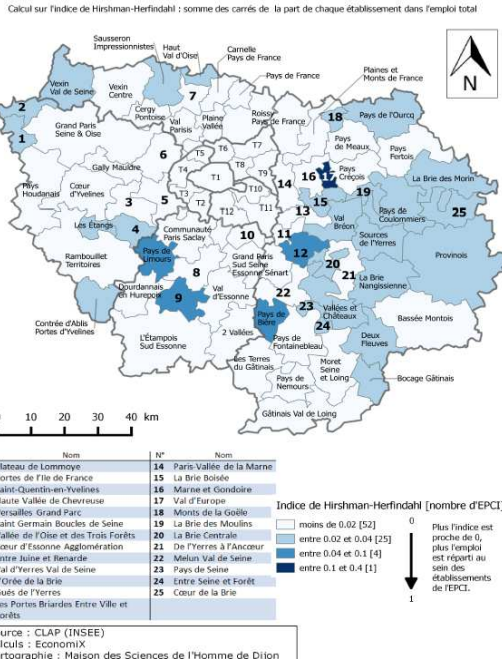 Calcul sur l'indice de Hirshman-Herfindahl : somme des carrés de la part de chaque établissement dans l'emploi total
Sausseron
Impressionnistes
Haut
Val d'Oise
Carnelle
Pays de France
Vexin
Val de Seine
Vexin
Centre
7
Pays de France
Plaines et
Monts de France
N
2
Cergy
Pontoise
Val
Parisis
Plaine
Vallée
Roissy
Pays de France
18
Pays de l'Ourcq
1
Grand Paris
Seine & Oise
Pays
de Meaux
Pays
Fertois
6
T5
T6
T7
Gally Mauldre
T4
T1
T8
T9
14
16
17
Pays
Créçois
La Brie des Morin
Pays
Houdanais
Cœur
d'Yvelines
3
5
T3
T2
T10
T11
T12
15
13
19
Pays de
Coulommiers
25
Les Étangs
4
Communauté
Paris Saclay
10
11
Val
Bréon
Sources
de l'Yerres
Provinois
Rambouillet
Territoires
Pays de
Limours
8
Grand Paris
Sud Seine
Essonne Sénart
12
20
21
La Brie
Nangissienne
Dourdannais
en Hurepoix
9
Val
d'Essonne
22
23
Contrée d'Ablis
Portes d'Yvelines
Pays de
Bière
Vallées et
Châteaux
24
Bassée Montois
L'Étampois
Sud Essonne
2 Vallées
Pays de
Fontainebleau
Deux
Fleuves
Les Terres
du Gâtinais
Moret
Seine
et Loing
Pays de
Nemours
Bocage Gâtinais
Gâtinais Val de Loing
0 10 20 30 40 km
Nom N° Nom
Plateau de Lommoye 14 Paris-Vallée de la Marne
Portes de l'Ile de France 15 La Brie Boisée
Saint-Quentin-en-Yvelines 16 Marne et Gondoire
Haute Vallée de Chevreuse 17 Val d'Europe
Versailles Grand Parc 18 Monts de la Goële
Saint Germain Boucles de Seine 19 La Brie des Moulins
Vallée de l'Oise et des Trois Forêts 20 La Brie Centrale
Cœur d'Essonne Agglomération 21 De l'Yerres à l'Ancœur
Entre Juine et Renarde 22 Melun Val de Seine
Val d'Yerres Val de Seine 23 Pays de Seine
L'Orée de la Brie 24 Entre Seine et Forêt
Gués de l'Yerres 25 Cœur de la Brie
Les Portes Briardes Entre Ville et
Forêts
Indice de Hirshman-Herfindahl [nombre d'EPCI]
moins de 0.02 [52]
entre 0.02 et 0.04 [25]
entre 0.04 et 0.1 [4]
entre 0.1 et 0.4 [1]
0
1
Plus l'indice est
proche de 0,
plus l'emploi
est réparti au
sein des
établissements
de l'EPCI.
Source : CLAP (INSEE)
Calculs : EconomiX
Cartographie : Maison des Sciences de l'Homme de Dijon